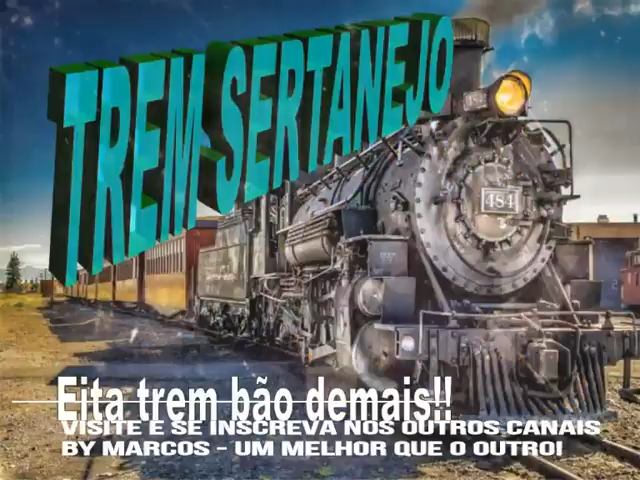 TREM SERTANEJO
484
Eita trem bão demais!!
VISITE E SE INSCREVA NOS OUTROS CANAIS
BY MARCOS - UM MELHOR QUE O OUTRO!